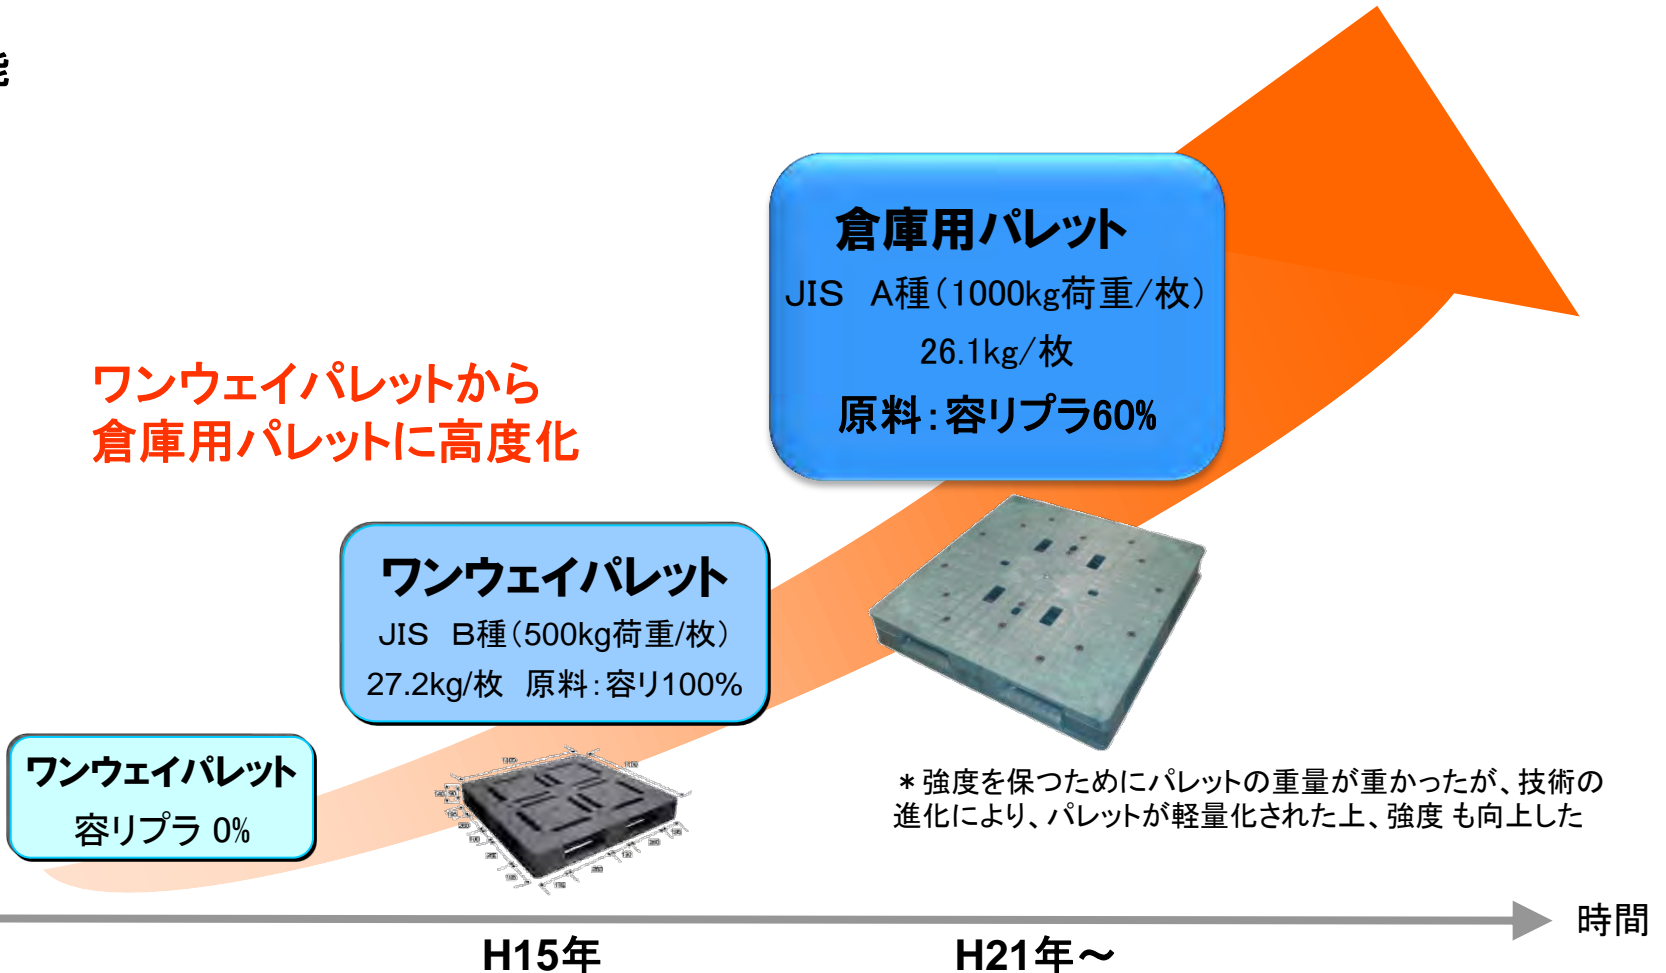 能
倉庫用パレット
JIS A種(1000kg荷重/枚)
26.1kg/枚
原料:容リプラ60%
ワンウェイパレットから
倉庫用パレットに高度化
ワンウェイパレット
JIS B種(500kg荷重/枚)
27.2kg/枚 原料:容リ100%
ワンウェイパレット
容リプラ 0%
*強度を保つためにパレットの重量が重かったが、技術の
進化により、パレットが軽量化された上、強度 も向上した
時間
H15年
H21年~